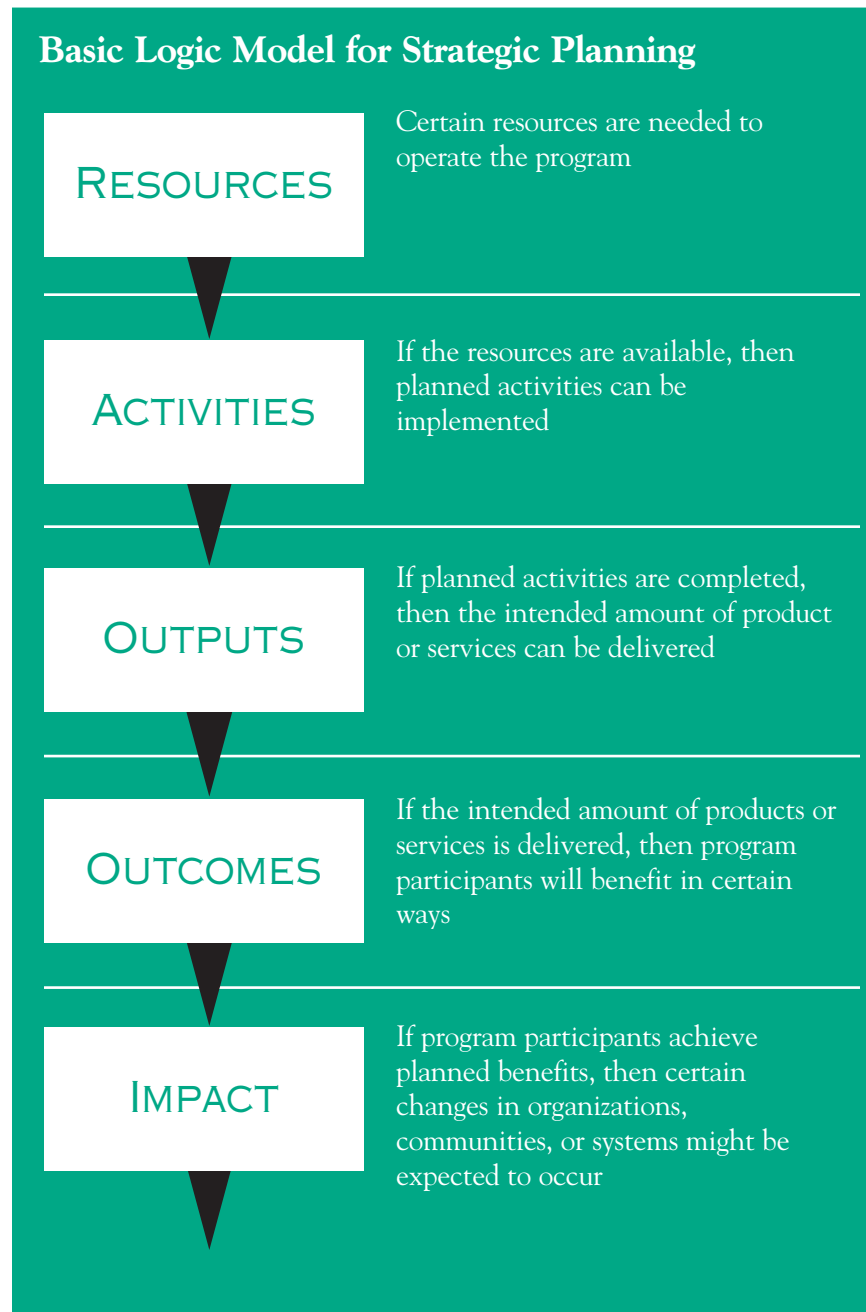 Basic Logic Model for Strategic Planning
RESOURCES
Certain resources are needed to
operate the program
ACTIVITIES
If the resources are available, then
planned activities can be
implemented
OUTPUTS
If planned activities are completed,
then the intended amount of product
or services can be delivered
OUTCOMES
If the intended amount of products or
services is delivered, then program
participants will benefit in certain
ways
IMPACT
If program participants achieve
planned benefits, then certain
changes in organizations,
communities, or systems might be
expected to occur